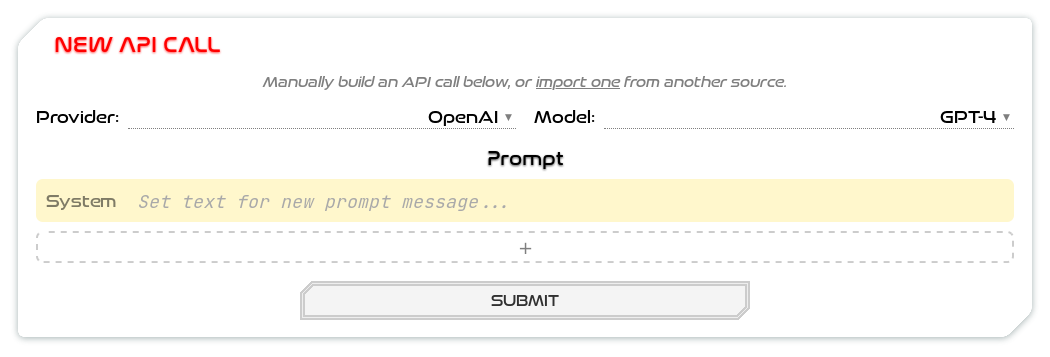 NEW API CALL
Manually build an API call below, or import one from another source.
Provider: OpenAI ▾ Model: GPT-4 ▾
Prompt
System Set text for new prompt message...
+
SUBMIT